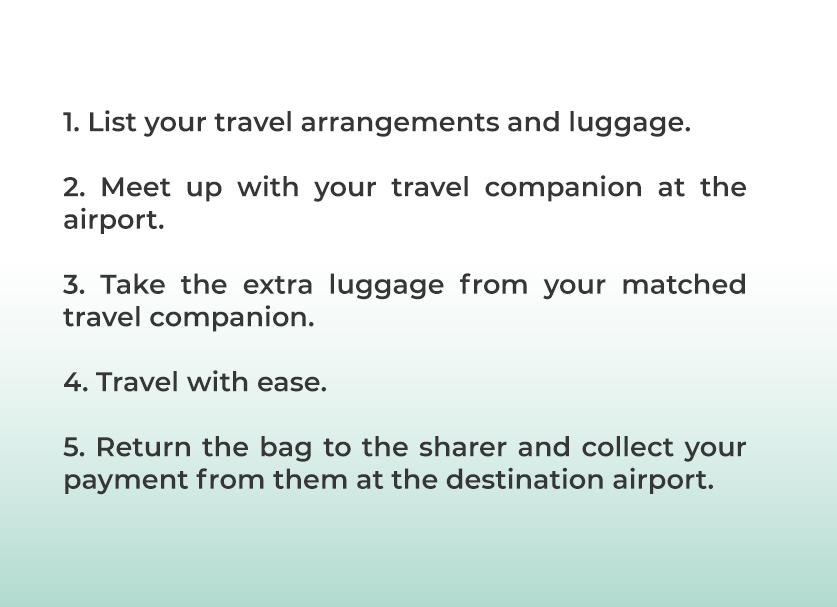 1. List your travel arrangements and luggage.
2. Meet up with your travel companion at the
airport.
3. Take the extra luggage from your matched
travel companion.
4. Travel with ease.
5. Return the bag to the sharer and collect your
payment from them at the destination airport.